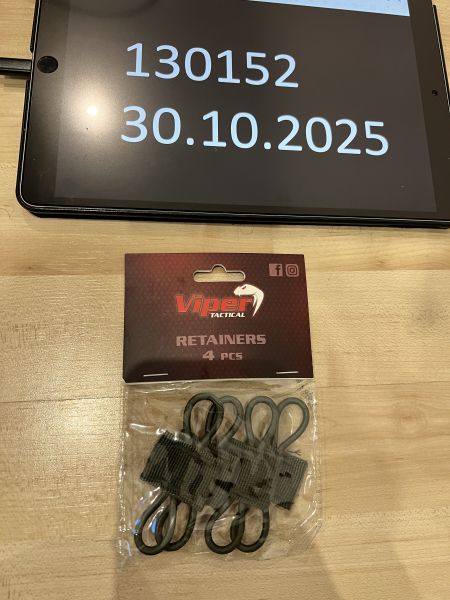 130152
30.10.2025
Viper
TACTICAL
RETAINERS
4 PCS